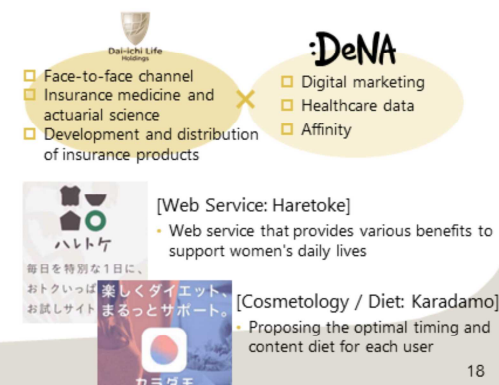 Dai-ichi Life
Holdings
:DeNA
Face-to-face channel
Insurance medicine and
actuarial science
Development and distribution
of insurance products
×
Digital marketing
Healthcare data
Affinity
ハレトケ
毎日を特別な1日に、
おトクいっぱ
お試しサイト
[Web Service: Haretoke]
• Web service that provides various benefits to
support women's daily lives
楽しくダイエット、
まるっとサポート。
カラダモ
[Cosmetology / Diet: Karadamo]
• Proposing the optimal timing and
content diet for each user
18